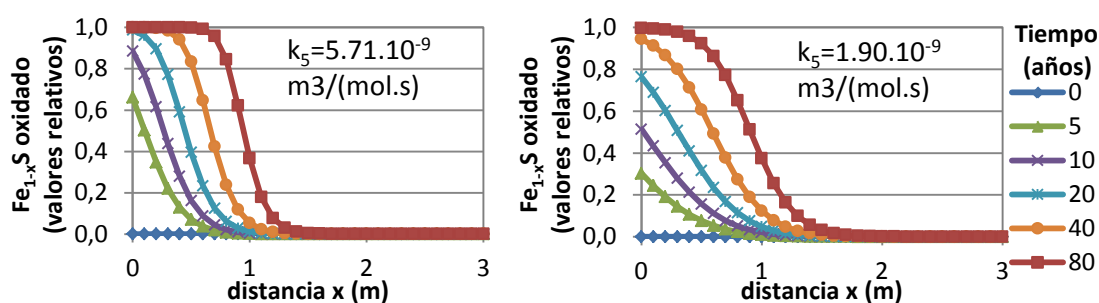 Fe1-xS oxidado
(valores relativos)
1,0
0,8
0,6
0,4
0,2
0,0
k5=5.71.10-9
m3/(mol.s)
0 1 2 3
distancia x (m)
Fe1-xS oxidado
(valores relativos)
1,0
0,8
0,6
0,4
0,2
0,0
k5=1.90.10-9
m3/(mol.s)
0 1 2 3
distancia x (m)
Tiempo
(años)
0
5
10
20
40
80